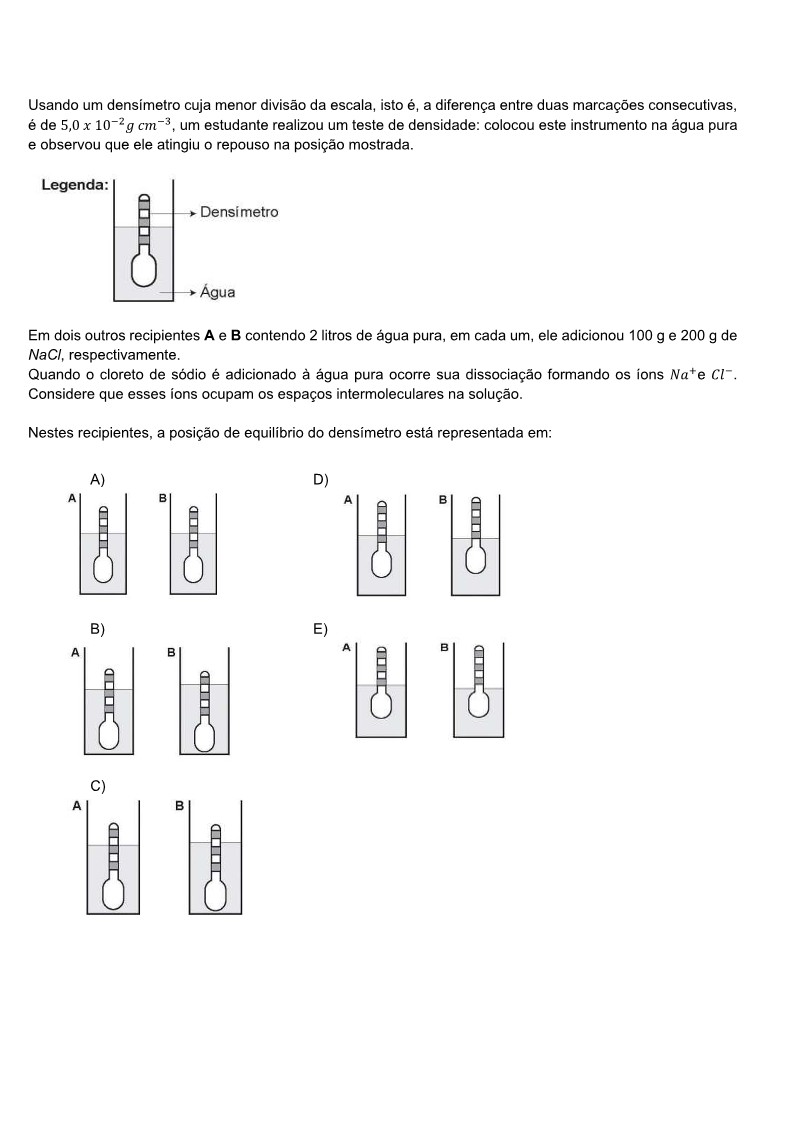 Usando um densímetro cuja menor divisão da escala, isto é, a diferença entre duas marcações consecutivas,
é de 5,0 x 10⁻²g cm⁻³, um estudante realizou um teste de densidade: colocou este instrumento na água pura
e observou que ele atingiu o repouso na posição mostrada.
Legenda:
Densímetro
Água
Em dois outros recipientes A e B contendo 2 litros de água pura, em cada um, ele adicionou 100 g e 200 g de
NaCl, respectivamente.
Quando o cloreto de sódio é adicionado à água pura ocorre sua dissociação formando os íons Na⁺e Cl⁻.
Considere que esses íons ocupam os espaços intermoleculares na solução.
Nestes recipientes, a posição de equilíbrio do densímetro está representada em:
A)
A B
D)
A B
B)
A B
E)
A B
C)
A B